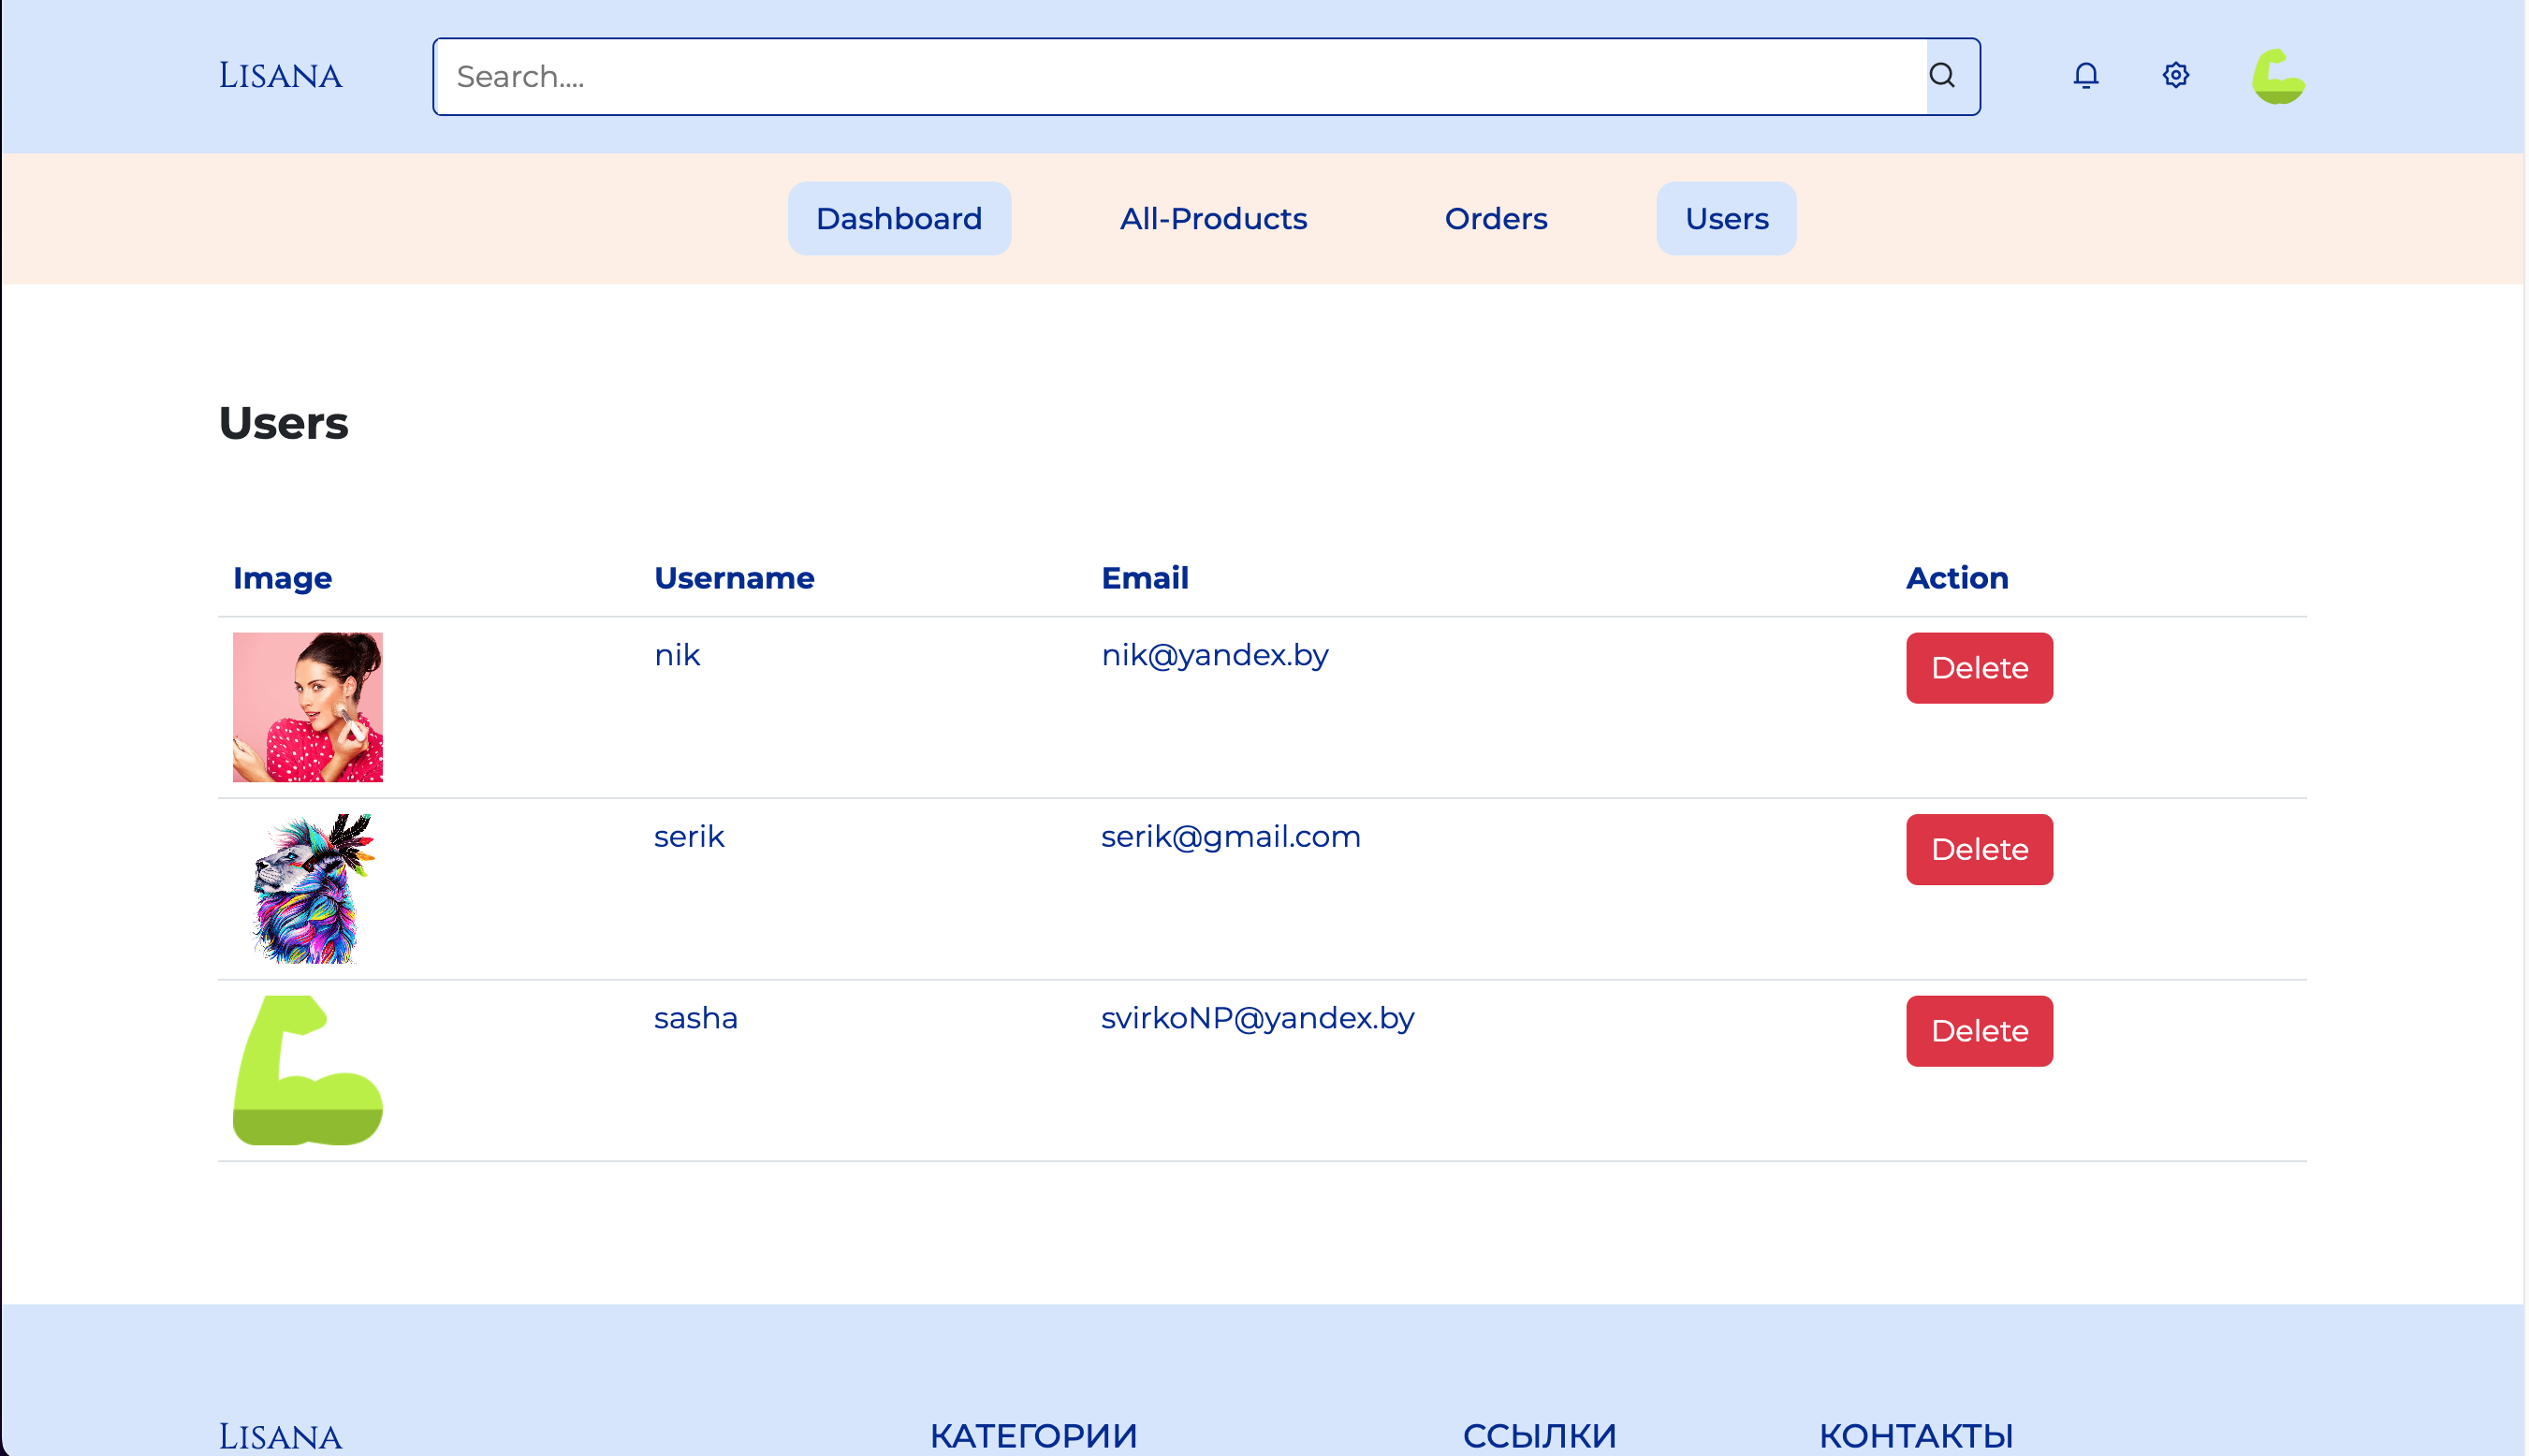 Lisana
Search....
Dashboard
All-Products
Orders
Users
Users
Image Username Email Action
nik nik@yandex.by Delete
serik serik@gmail.com Delete
sasha svirkoNP@yandex.by Delete
Lisana КАТЕГОРИИ ССЫЛКИ КОНТАКТЫ